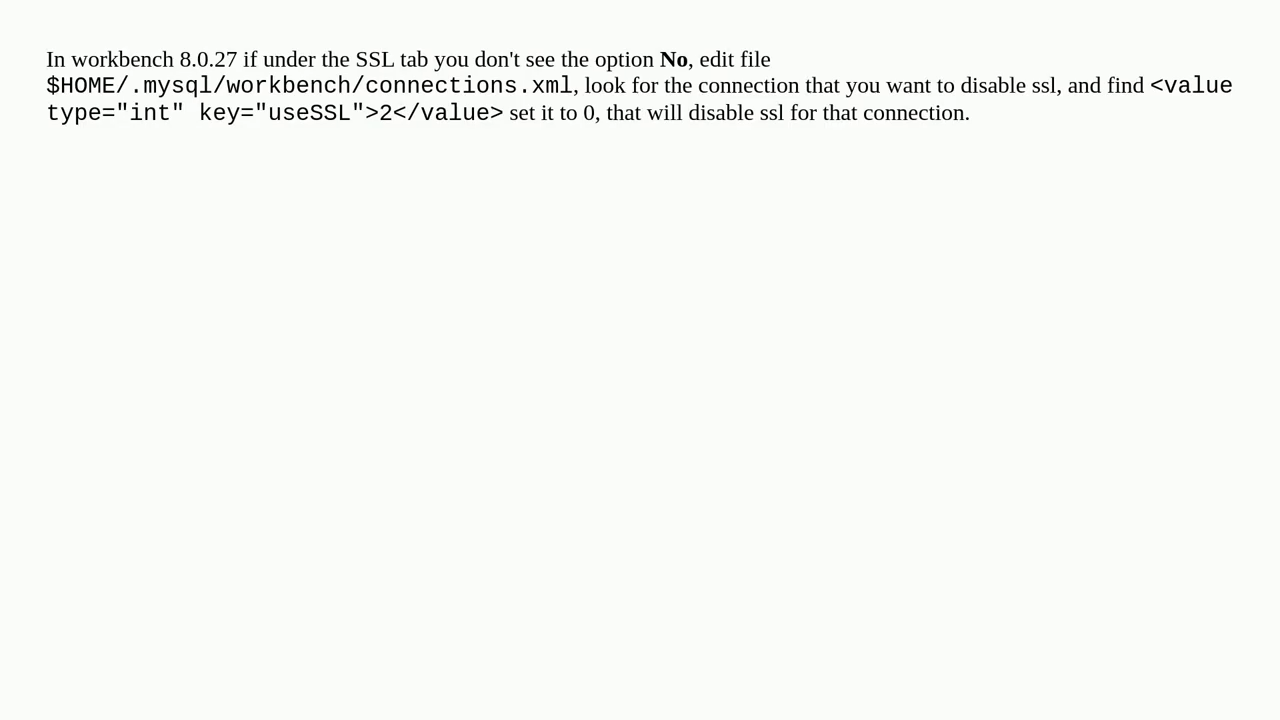 In workbench 8.0.27 if under the SSL tab you don't see the option No, edit file
$HOME/.mysql/workbench/connections.xml, look for the connection that you want to disable ssl, and find <value
type="int" key="useSSL">2</value> set it to 0, that will disable ssl for that connection.